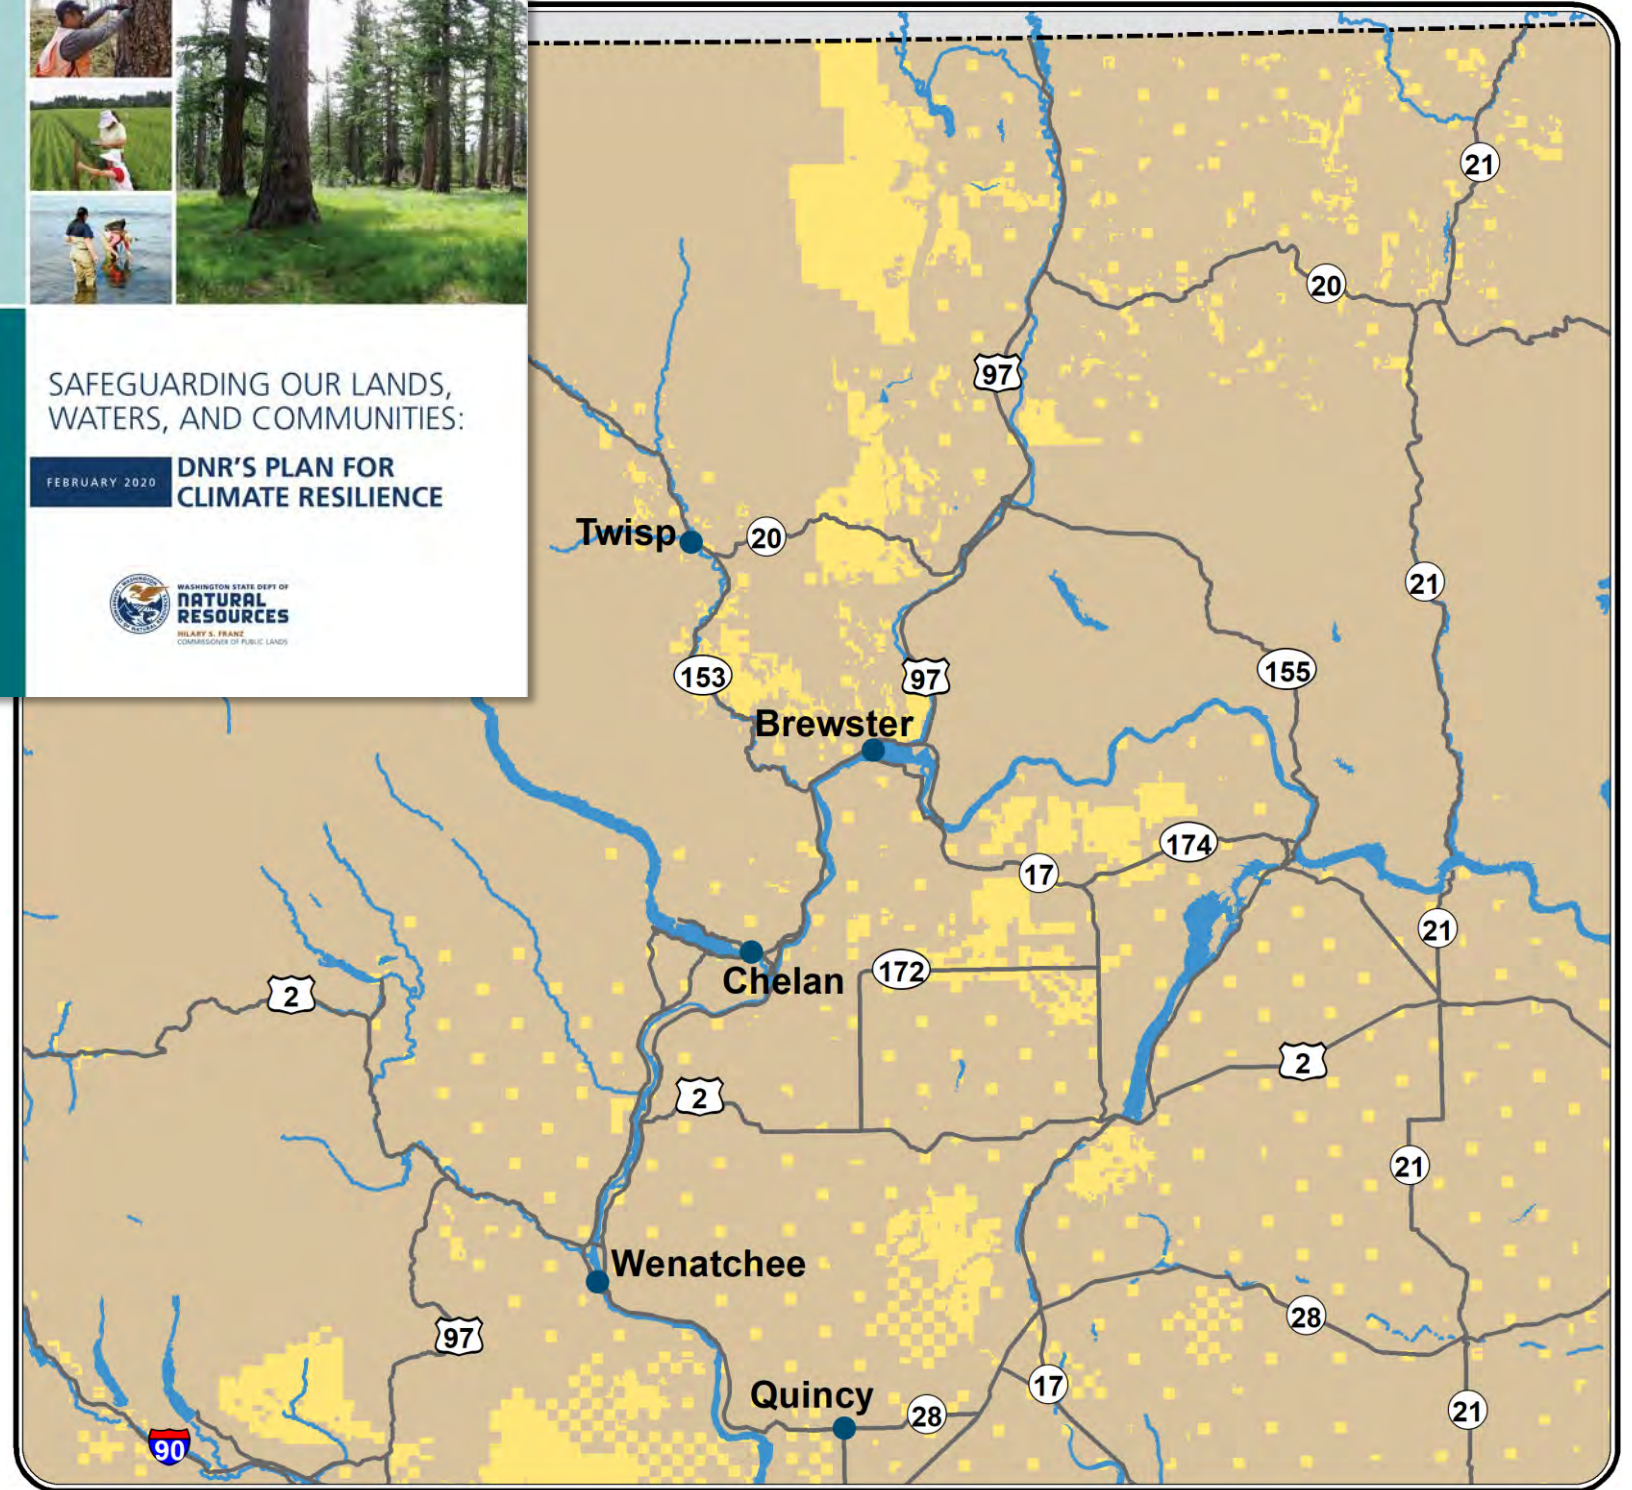 SAFEGUARDING OUR LANDS,
WATERS, AND COMMUNITIES:
FEBRUARY 2020
DNR'S PLAN FOR
CLIMATE RESILIENCE
WASHINGTON STATE DEPT OF
NATURAL
RESOURCES
HILARY S. FRANZ
COMMISSIONER OF PUBLIC LANDS
21
20
97
Twisp
20
21
153
97
155
Brewster
174
17
21
Chelan
172
2
2
2
21
Wenatchee
28
97
17
Quincy
28
21
90